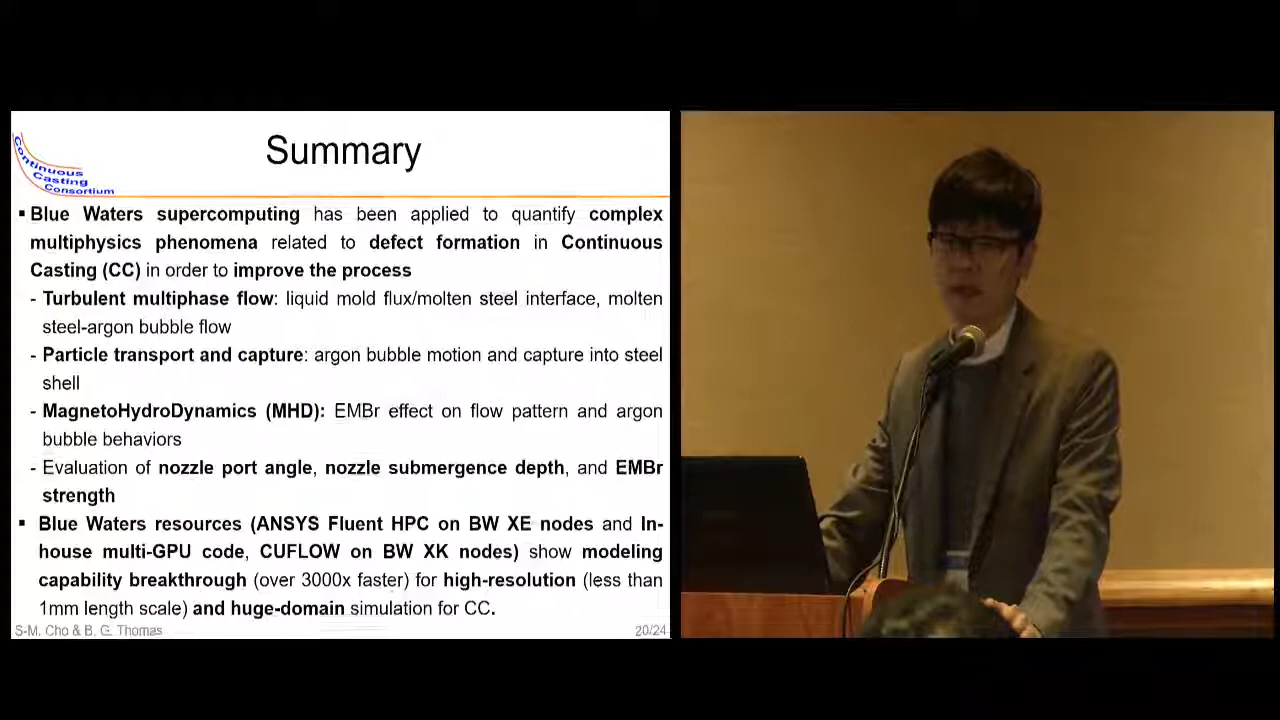 Summary
Continuous
Casting
Consortium
▪ Blue Waters supercomputing has been applied to quantify complex
multiphysics phenomena related to defect formation in Continuous
Casting (CC) in order to improve the process
- Turbulent multiphase flow: liquid mold flux/molten steel interface, molten
steel-argon bubble flow
- Particle transport and capture: argon bubble motion and capture into steel
shell
- MagnetoHydroDynamics (MHD): EMBr effect on flow pattern and argon
bubble behaviors
- Evaluation of nozzle port angle, nozzle submergence depth, and EMBr
strength
▪ Blue Waters resources (ANSYS Fluent HPC on BW XE nodes and In-
house multi-GPU code, CUFLOW on BW XK nodes) show modeling
capability breakthrough (over 3000x faster) for high-resolution (less than
1mm length scale) and huge-domain simulation for CC.
S-M. Cho & B. G. Thomas
20/24